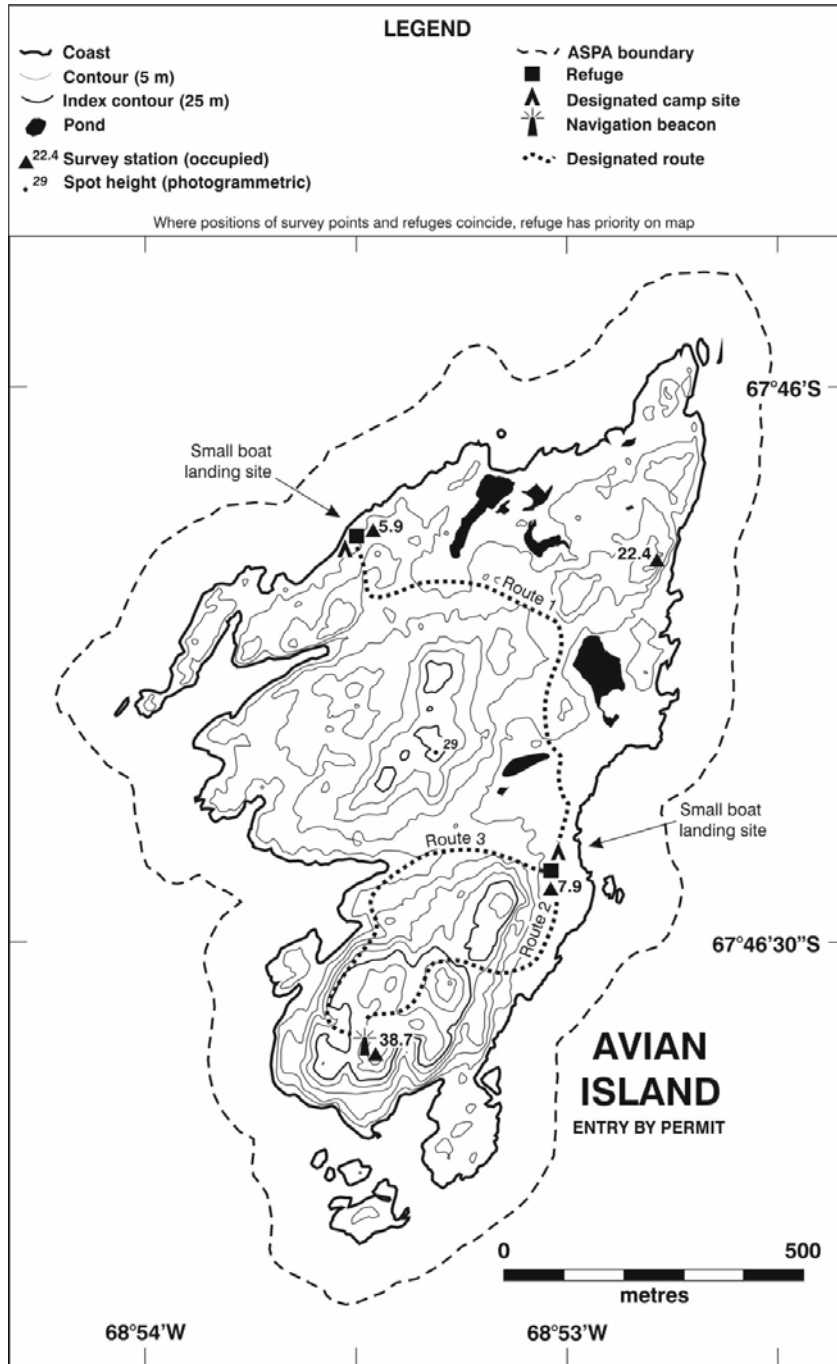 LEGEND
Coast
Contour (5 m)
Index contour (25 m)
Pond
22.4 Survey station (occupied)
29 Spot height (photogrammetric)
ASPA boundary
Refuge
Designated camp site
Navigation beacon
Designated route
Where positions of survey points and refuges coincide, refuge has priority on map
67°46'S
Small boat
landing site
5.9
22.4
Route 1
29
Small boat
landing site
Route 3
7.9
Route 2
67°46'30"S
38.7
AVIAN
ISLAND
ENTRY BY PERMIT
0 500
metres
68°54'W 68°53'W